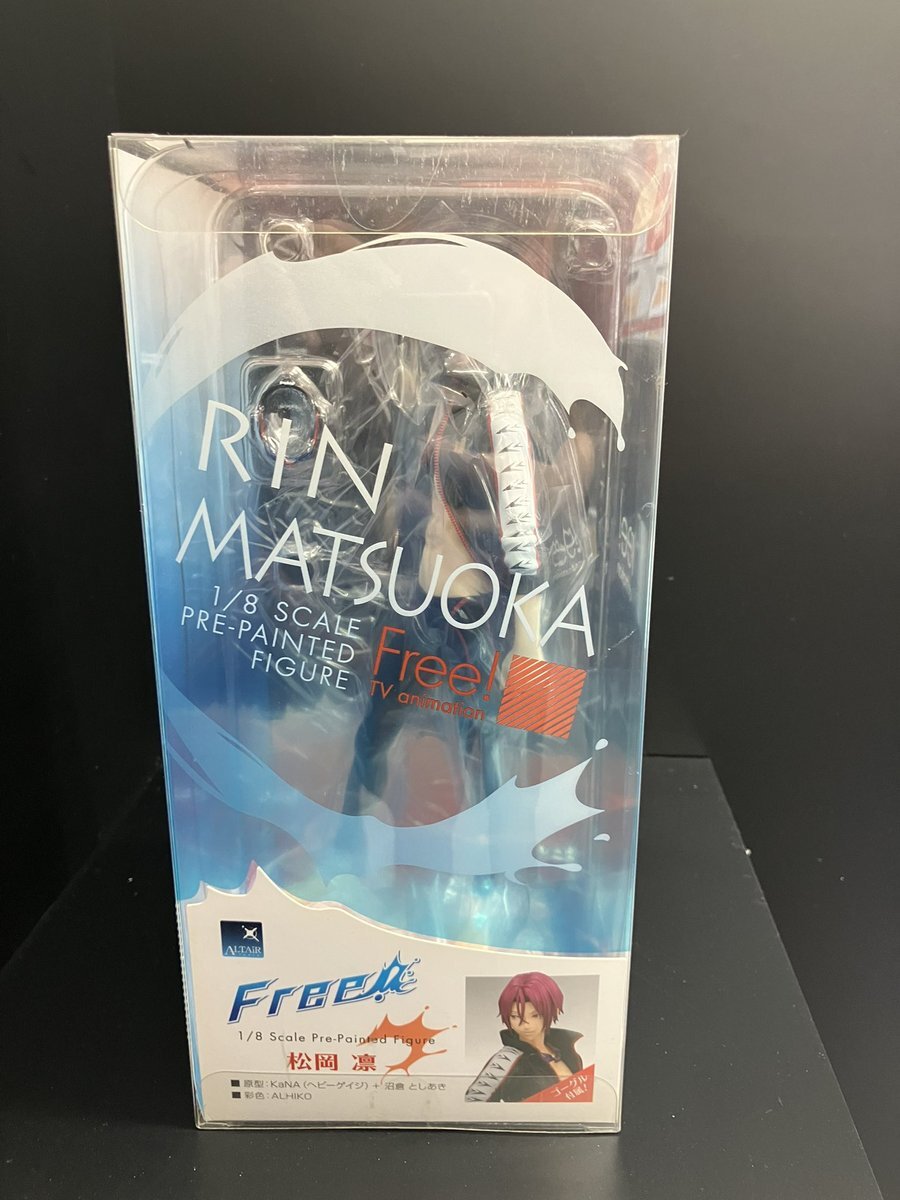 RIN
MATSUOKA
1/8 SCALE
PRE-PAINTED
FIGURE
Free!
TV animation
ALTAiR
Free!
1/8 Scale Pre-Painted Figure
松岡 凛
■原型:KaNA(ヘビーゲイジ)+ 沼倉 としあき
■彩色:ALHIKO
ゴーグル
付属!